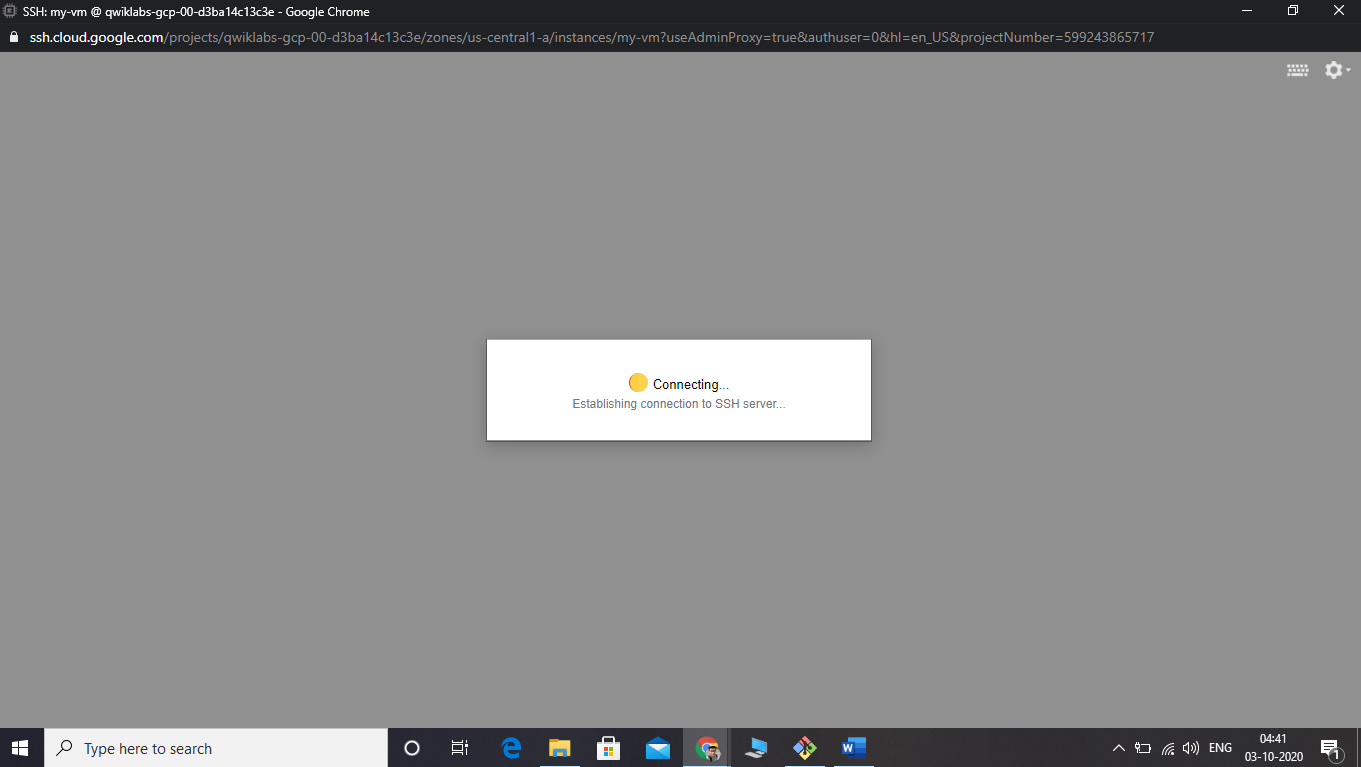 SSH: my-vm @ qwiklabs-gcp-00-d3ba14c13c3e - Google Chrome
ssh.cloud.google.com/projects/qwiklabs-gcp-00-d3ba14c13c3e/zones/us-central1-a/instances/my-vm?useAdminProxy=true&authuser=0&hl=en_US&projectNumber=599243865717
Connecting...
Establishing connection to SSH server...
Type here to search
W
ENG
04:41
03-10-2020
1